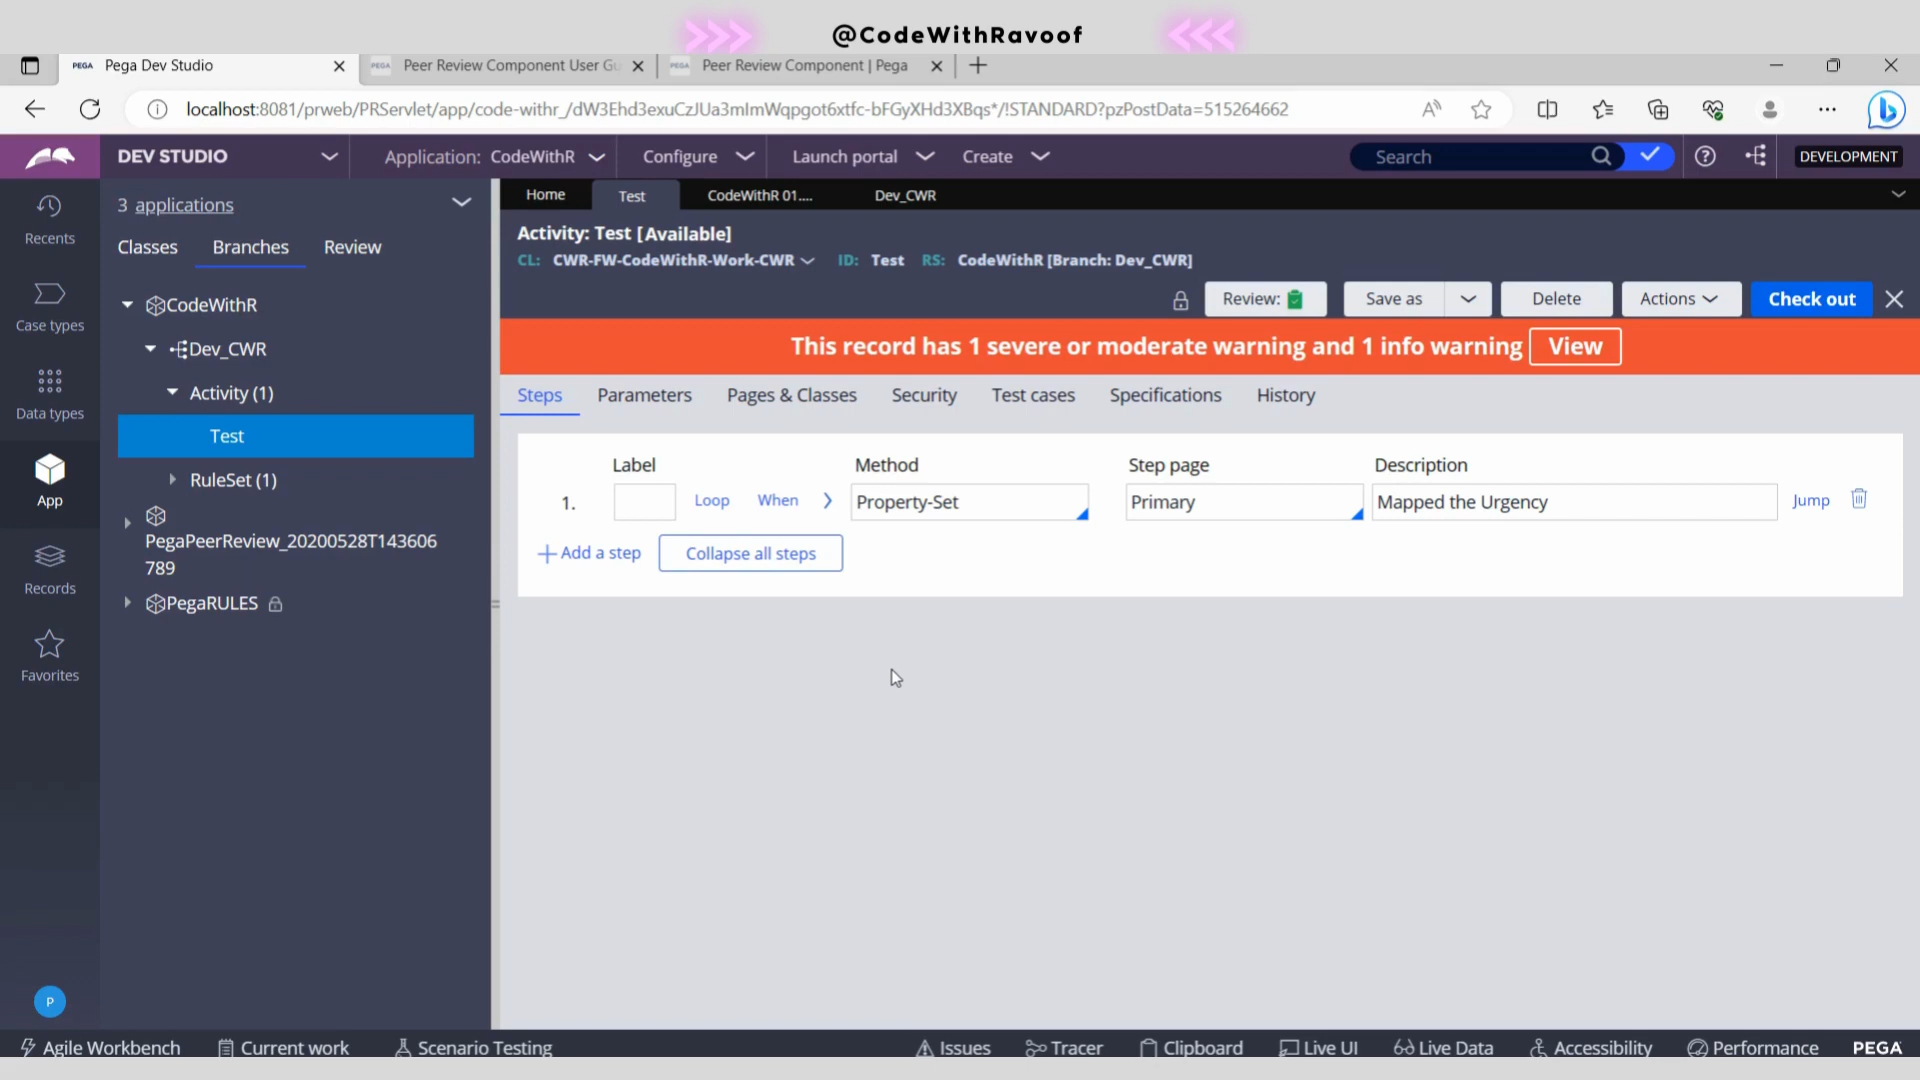 @CodeWithRavoof
PEGA Pega Dev Studio
PEGA Peer Review Component User Gu
PEGA Peer Review Component | Pega
localhost:8081/prweb/PRServlet/app/code-withr_/dW3Ehd3exuCzJUa3mImWqpgot6xtfc-bFGyXHd3XBqs*/!STANDARD?pzPostData=515264662
DEV STUDIO
Application: CodeWithR
Configure
Launch portal
Create
Search
DEVELOPMENT
Recents
Case types
Data types
App
Records
Favorites
P
3 applications
Classes
Branches
Review
CodeWithR
Dev_CWR
Activity (1)
Test
RuleSet (1)
PegaPeerReview_20200528T143606
789
PegaRULES
Home
Test
CodeWithR 01....
Dev_CWR
Activity: Test [Available]
CL: CWR-FW-CodeWithR-Work-CWR ID: Test RS: CodeWithR [Branch: Dev_CWR]
Review:
Save as
Delete
Actions
Check out
This record has 1 severe or moderate warning and 1 info warning View
Steps
Parameters
Pages & Classes
Security
Test cases
Specifications
History
Label
Method
Step page
Description
1.
Loop
When
Property-Set
Primary
Mapped the Urgency
Jump
Add a step
Collapse all steps
Agile Workbench
Current work
Scenario Testing
Issues
Tracer
Clipboard
Live UI
Live Data
Accessibility
Performance
PEGA